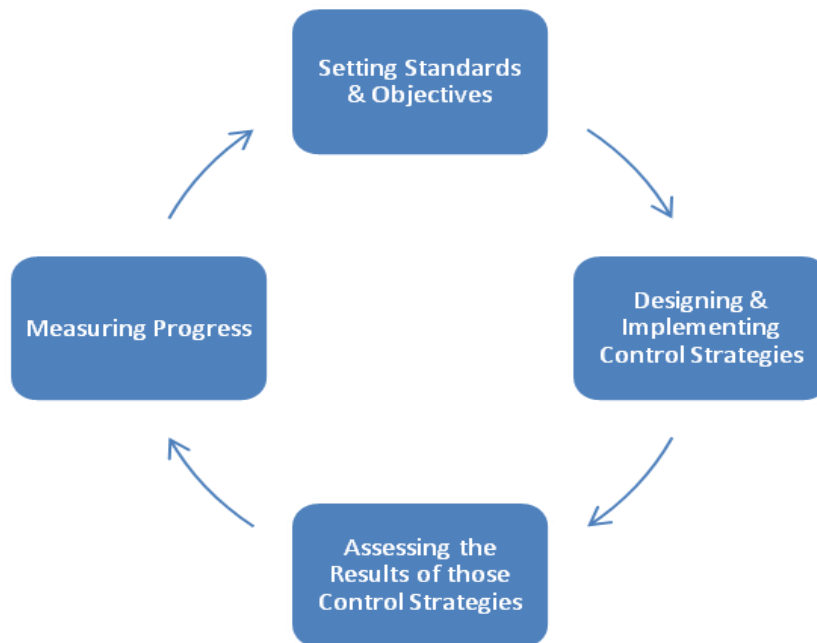 Setting Standards
& Objectives
Designing &
Implementing
Control Strategies
Assessing the
Results of those
Control Strategies
Measuring Progress